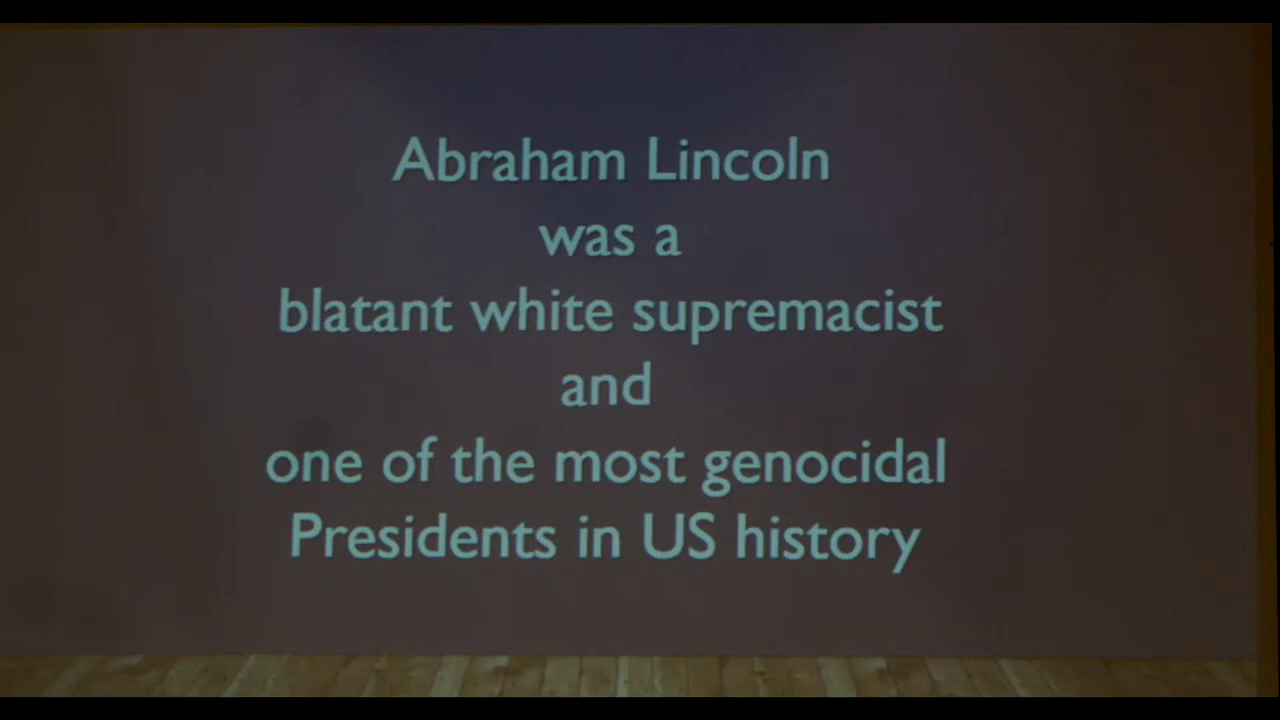 Abraham Lincoln
was a
blatant white supremacist
and
one of the most genocidal
Presidents in US history